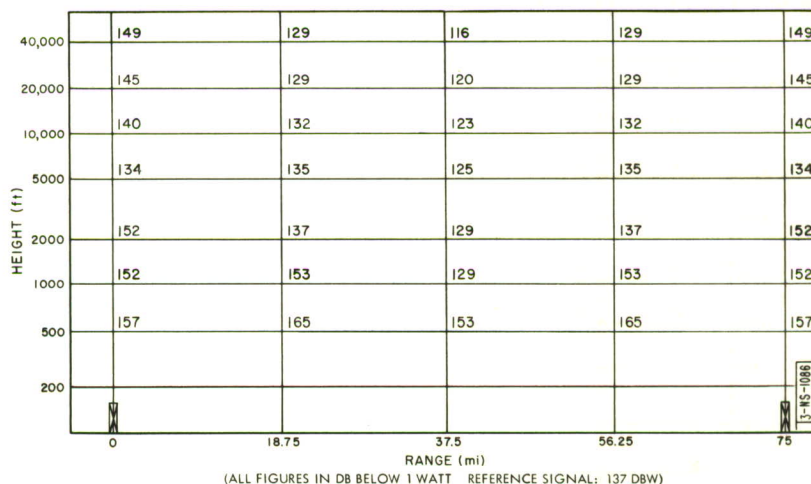 40,000 149 129 116 129 149
20,000 145 129 120 129 145
10,000 140 132 123 132 140
5000 134 135 125 135 134
2000 152 137 129 137 152
1000 152 153 129 153 152
500 157 165 153 165 157
200
HEIGHT (ft)
3-NS-1086
0 18.75 37.5 56.25 75
RANGE (mi)
(ALL FIGURES IN DB BELOW 1 WATT REFERENCE SIGNAL: 137 DBW)